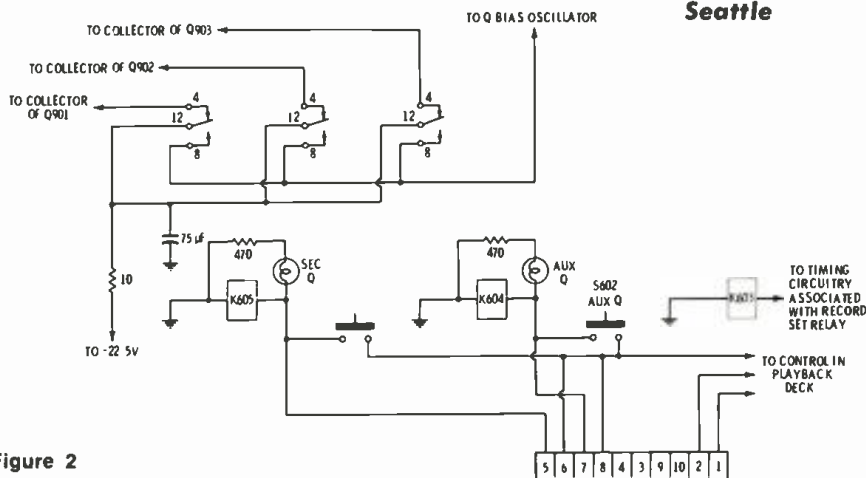 Seattle
TO COLLECTOR OF Q903
TO Q BIAS OSCILLATOR
TO COLLECTOR OF Q902
TO COLLECTOR
OF Q901
4
12
8
4
12
8
4
12
8
75 µF
10
TO -22 5V
470
SEC
Q
K605
470
AUX
Q
K604
S602
AUX Q
TO TIMING
CIRCUITRY
ASSOCIATED
WITH RECORD
SET RELAY
TO CONTROL IN
PLAYBACK
DECK
5 6 7 8 4 3 9 10 2 1
Figure 2